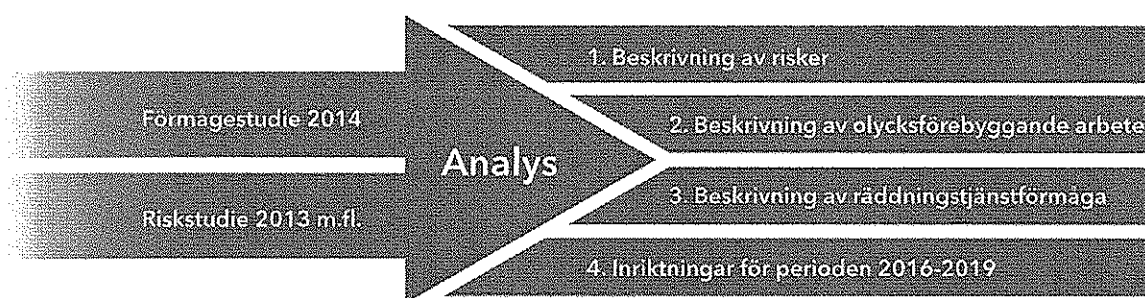 Förmågestudie 2014
Riskstudie 2013 m.fl.
Analys
1. Beskrivning av risker
2. Beskrivning av olycksförebyggande arbete
3. Beskrivning av räddningstjänstförmåga
4. Inriktningar för perioden 2016-2019